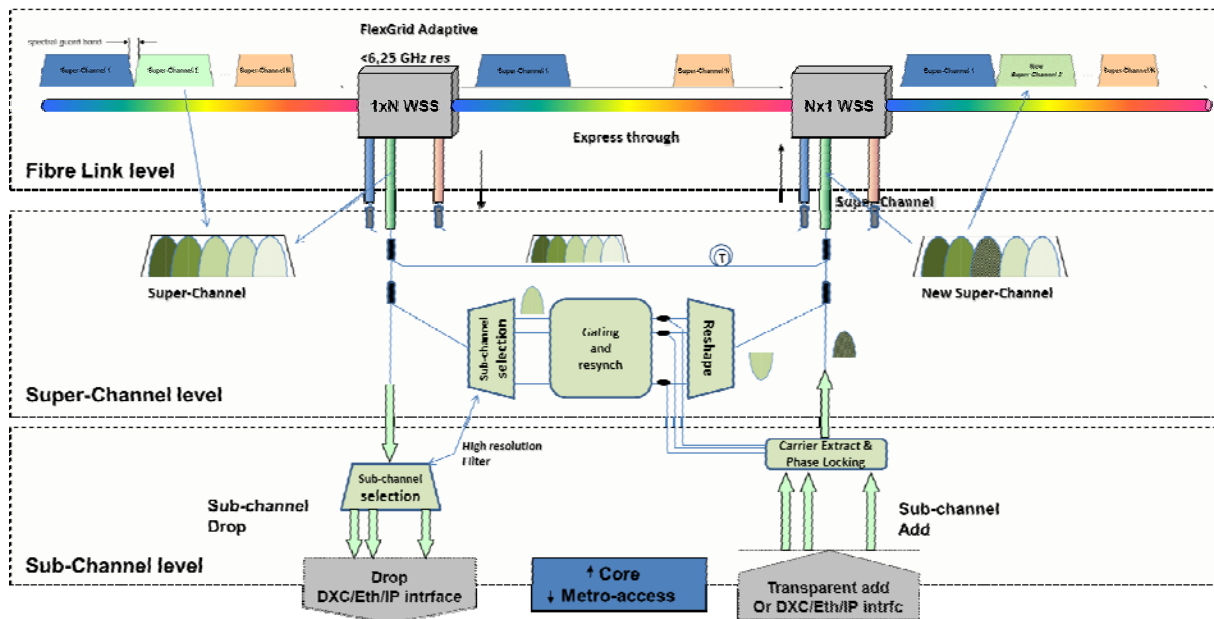 FlexGrid Adaptive
<6,25 GHz res
spectral guard band
Super-Channel 1
Super-Channel 2
...
Super-Channel N
1xN WSS
Super-Channel 1
Super-Channel N
Nx1 WSS
Super-Channel 1
New
Super-Channel 2
...
Super-Channel N
Express through
Fibre Link level
Super-Channel
Super-Channel
T
New Super-Channel
Sub-channel
selection
Gating
and
resynch
Reshape
Super-Channel level
High resolution
Filter
Sub-channel
selection
Carrier Extract &
Phase Locking
Sub-channel
Drop
Sub-channel
Add
Sub-Channel level
Drop
DXC/Eth/IP intrface
↑ Core
↓ Metro-access
Transparent add
Or DXC/Eth/IP intrfc